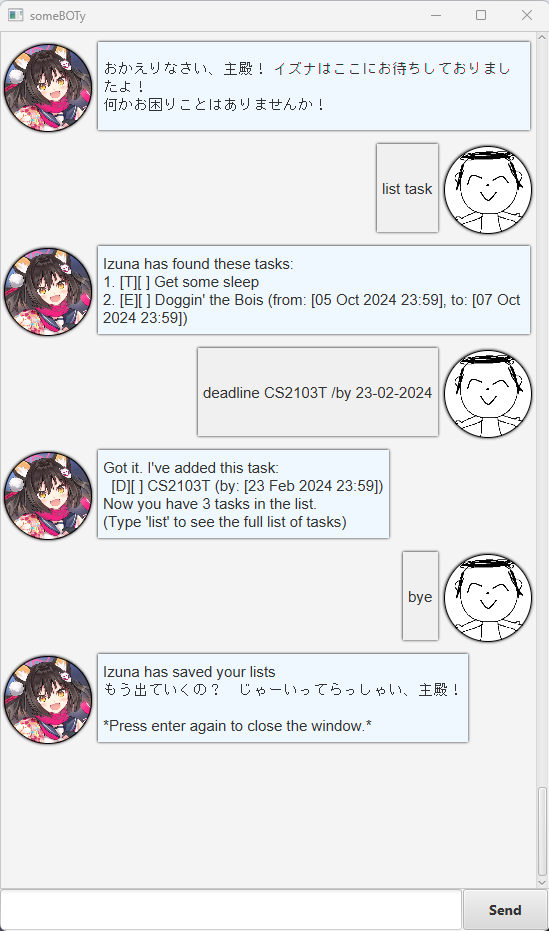 someBOTy
おかえりなさい、主殿！ イズナはここにお待ちしておりまし
たよ！
何かお困りことはありませんか！
list task
Izuna has found these tasks:
1. [T][ ] Get some sleep
2. [E][ ] Doggin' the Bois (from: [05 Oct 2024 23:59], to: [07 Oct
2024 23:59])
deadline CS2103T /by 23-02-2024
Got it. I've added this task:
[D][ ] CS2103T (by: [23 Feb 2024 23:59])
Now you have 3 tasks in the list.
(Type 'list' to see the full list of tasks)
bye
Izuna has saved your lists
もう出ていくの？　じゃーいってらっしゃい、主殿！
*Press enter again to close the window.*
Send